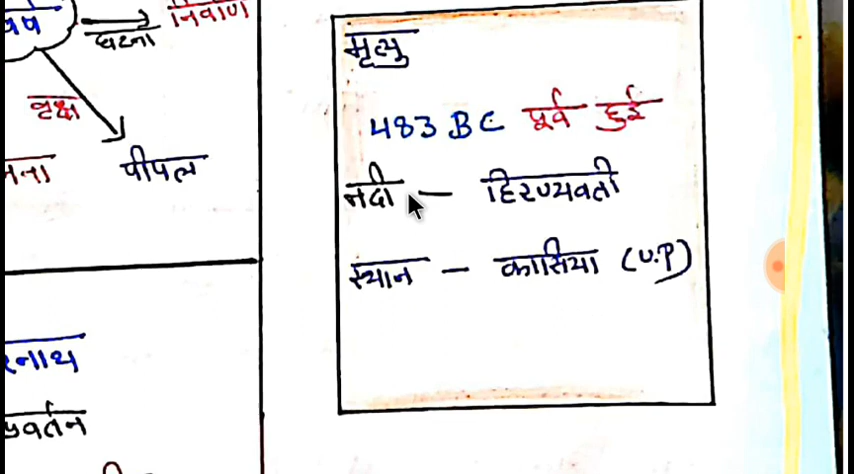 निर्वाण
घटना
वृक्ष
पीपल
मृत्यु
483 BC पूर्व हुई
नदी – हिरण्यवती
स्थान – कासिया (U.P)